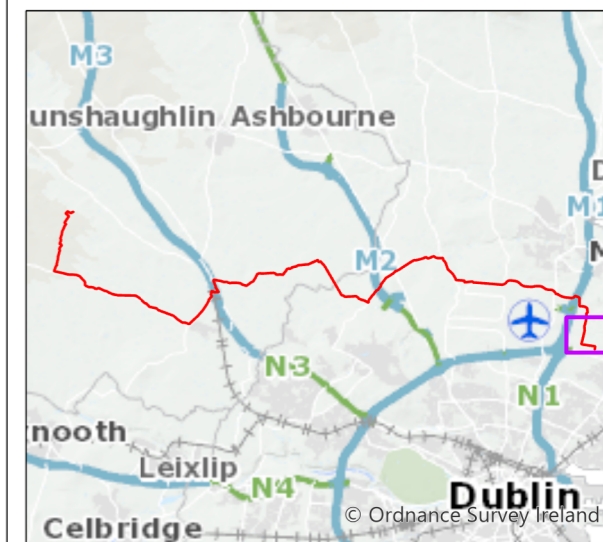 M3
unshaughlin
Ashbourne
D
M1
M
M2
N3
N1
nooth
Leixlip
N4
Dublin
© Ordnance Survey Ireland
Celbridge